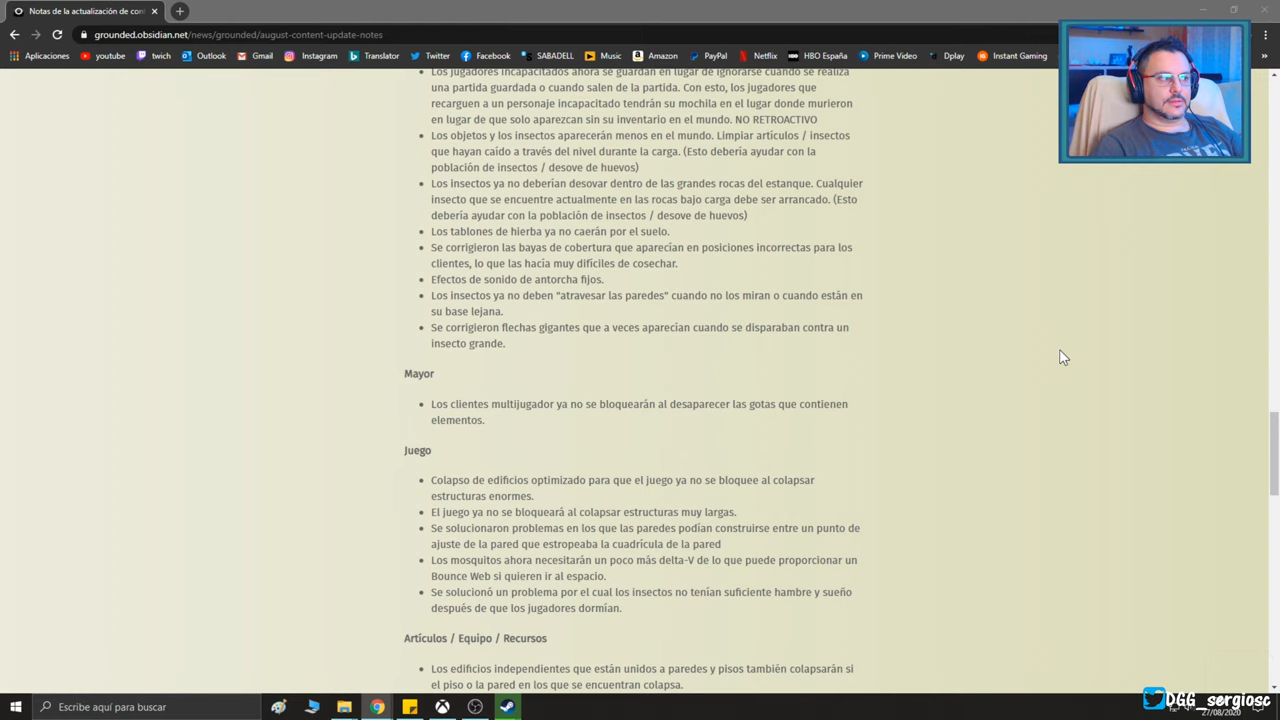 Notas de la actualización de con
grounded.obsidian.net/news/grounded/august-content-update-notes
Aplicaciones youtube twich Outlook Gmail Instagram Translator Twitter Facebook SABADELL Music Amazon PayPal Netflix HBO España Prime Video Dplay Instant Gaming
Los jugadores incapacitados ahora se guardan en lugar de ignorarse cuando se realiza
una partida guardada o cuando salen de la partida. Con esto, los jugadores que
recarguen a un personaje incapacitado tendrán su mochila en el lugar donde murieron
en lugar de que solo aparezcan sin su inventario en el mundo. NO RETROACTIVO
Los objetos y los insectos aparecerán menos en el mundo. Limpiar artículos / insectos
que hayan caído a través del nivel durante la carga. (Esto debería ayudar con la
población de insectos / desove de huevos)
Los insectos ya no deberían desovar dentro de las grandes rocas del estanque. Cualquier
insecto que se encuentre actualmente en las rocas bajo carga debe ser arrancado. (Esto
debería ayudar con la población de insectos / desove de huevos)
Los tablones de hierba ya no caerán por el suelo.
Se corrigieron las bayas de cobertura que aparecían en posiciones incorrectas para los
clientes, lo que las hacía muy difíciles de cosechar.
Efectos de sonido de antorcha fijos.
Los insectos ya no deben "atravesar las paredes" cuando no los miran o cuando están en
su base lejana.
Se corrigieron flechas gigantes que a veces aparecían cuando se disparaban contra un
insecto grande.
Mayor
Los clientes multijugador ya no se bloquearán al desaparecer las gotas que contienen
elementos.
Juego
Colapso de edificios optimizado para que el juego ya no se bloquee al colapsar
estructuras enormes.
El juego ya no se bloqueará al colapsar estructuras muy largas.
Se solucionaron problemas en los que las paredes podían construirse entre un punto de
ajuste de la pared que estropeaba la cuadrícula de la pared
Los mosquitos ahora necesitarán un poco más delta-V de lo que puede proporcionar un
Bounce Web si quieren ir al espacio.
Se solucionó un problema por el cual los insectos no tenían suficiente hambre y sueño
después de que los jugadores dormían.
Artículos / Equipo / Recursos
Los edificios independientes que están unidos a paredes y pisos también colapsarán si
el piso o la pared en los que se encuentran colapsa.
Escribe aquí para buscar
DGG_sergiosc
27/08/2020